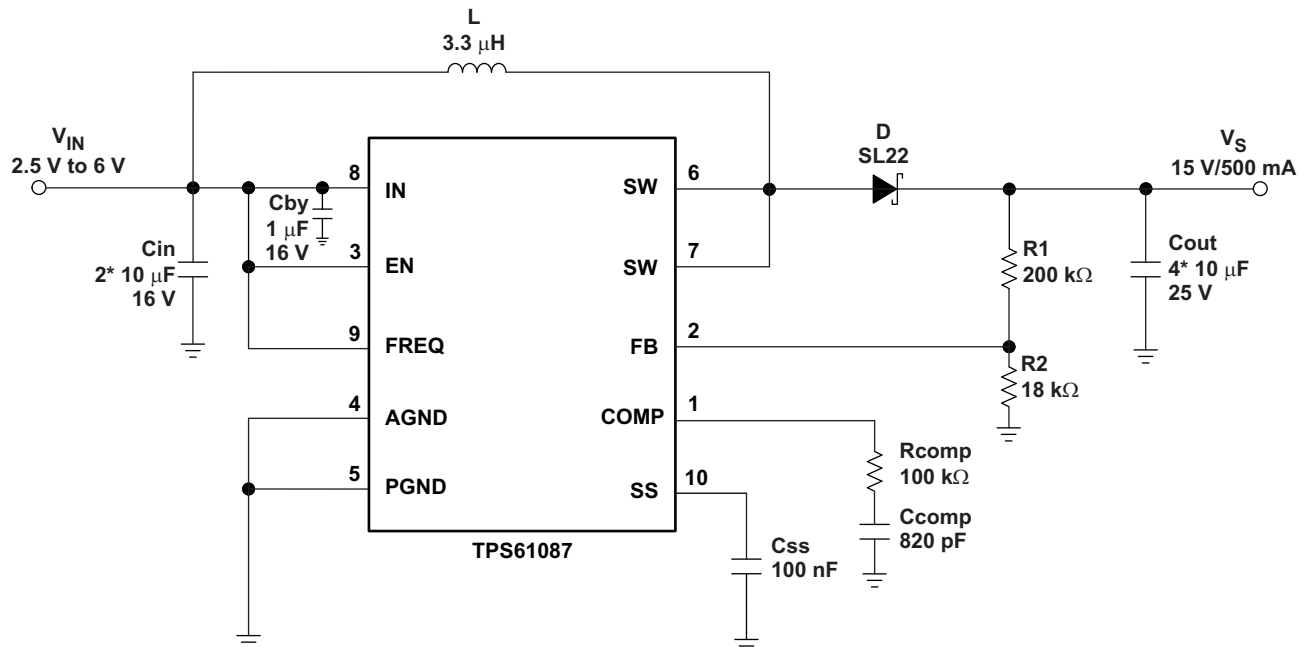 L
3.3 μH
V_IN
2.5 V to 6 V
D
SL22
V_S
15 V/500 mA
8
IN
SW
6
Cby
1 μF
16 V
Cin
2* 10 μF
16 V
3
EN
SW
7
R1
200 kΩ
Cout
4* 10 μF
25 V
9
FREQ
FB
2
R2
18 kΩ
4
AGND
COMP
1
Rcomp
100 kΩ
5
PGND
SS
10
Ccomp
820 pF
TPS61087
Css
100 nF